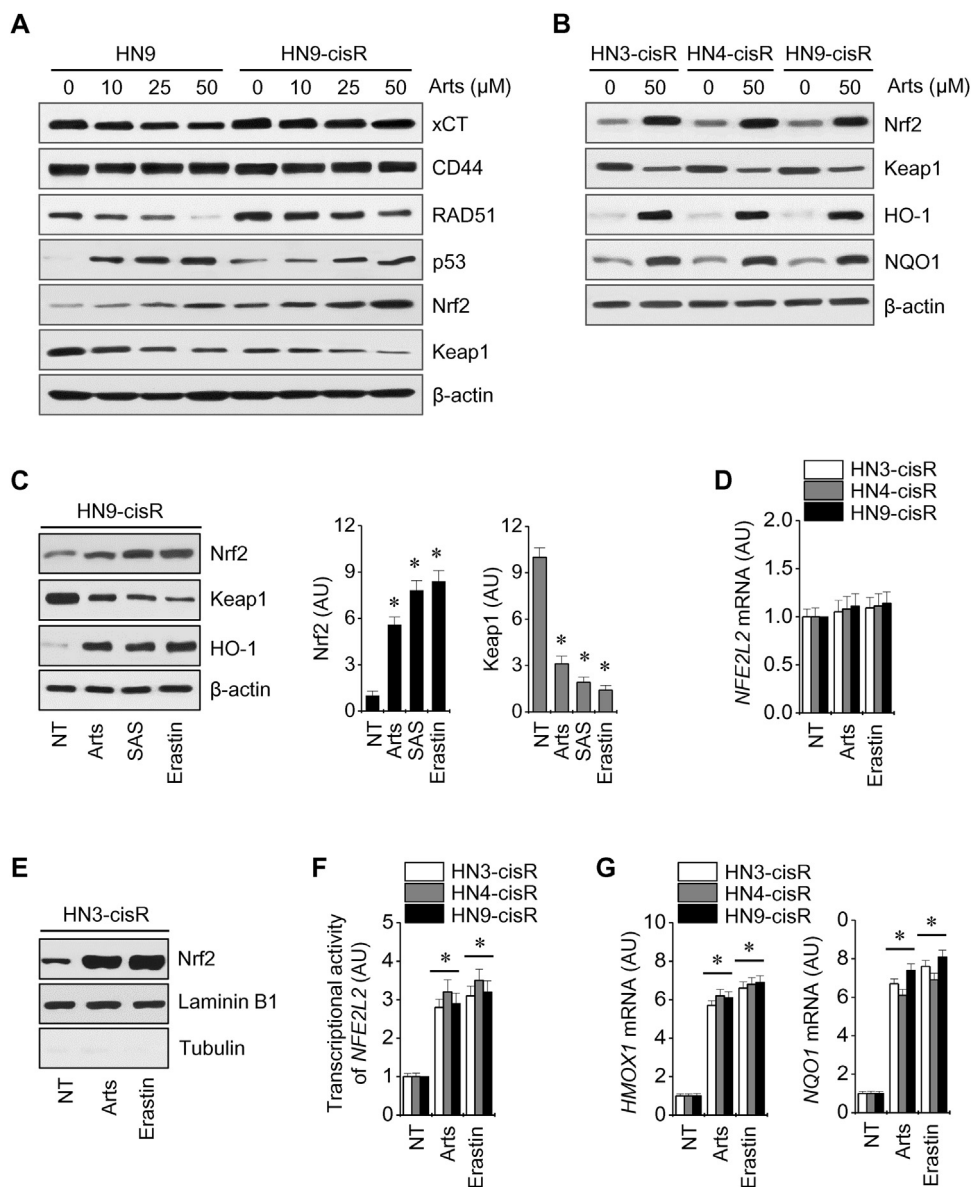 A
HN9 HN9-cisR
0 10 25 50 0 10 25 50 Arts (μM)
xCT
CD44
RAD51
p53
Nrf2
Keap1
β-actin
B
HN3-cisR HN4-cisR HN9-cisR
0 50 0 50 0 50 Arts (μM)
Nrf2
Keap1
HO-1
NQO1
β-actin
C
HN9-cisR
Nrf2
Keap1
HO-1
β-actin
NT Arts SAS Erastin
Nrf2 (AU)
12
9
6
3
0
NT Arts SAS Erastin
* * *
Keap1 (AU)
12
9
6
3
0
NT Arts SAS Erastin
* * *
D
HN3-cisR
HN4-cisR
HN9-cisR
NFE2L2 mRNA (AU)
2.0
1.5
1.0
0.5
0.0
NT Arts Erastin
E
HN3-cisR
Nrf2
Laminin B1
Tubulin
NT Arts Erastin
F
HN3-cisR
HN4-cisR
HN9-cisR
Transcriptional activity
of NFE2L2 (AU)
5
4
3
2
1
0
* *
NT Arts Erastin
G
HN3-cisR
HN4-cisR
HN9-cisR
HMOX1 mRNA (AU)
10
8
6
4
2
0
* *
NT Arts Erastin
NQO1 mRNA (AU)
0
8
6
4
2
0
* *
NT Arts Erastin